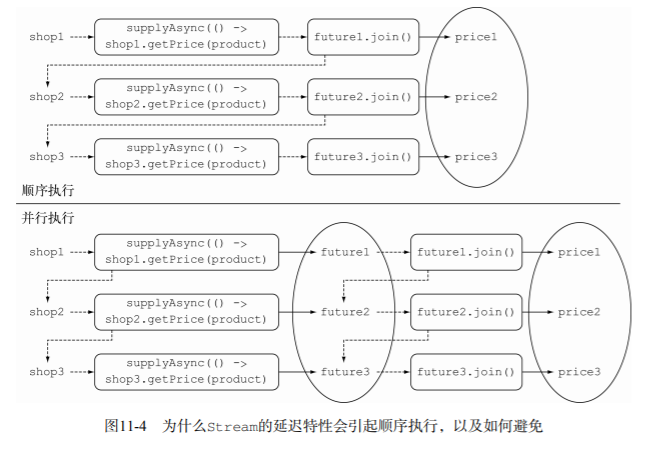 shop1 supplyAsync(() -> future1.join() price1
shop1.getPrice(product)
shop2 supplyAsync(() -> future2.join() price2
shop2.getPrice(product)
shop3 supplyAsync(() -> future3.join() price3
shop3.getPrice(product)
顺序执行
并行执行
shop1 supplyAsync(() -> future1 future1.join() price1
shop1.getPrice(product)
shop2 supplyAsync(() -> future2 future2.join() price2
shop2.getPrice(product)
shop3 supplyAsync(() -> future3 future3.join() price3
shop3.getPrice(product)
图11-4 为什么Stream的延迟特性会引起顺序执行，以及如何避免